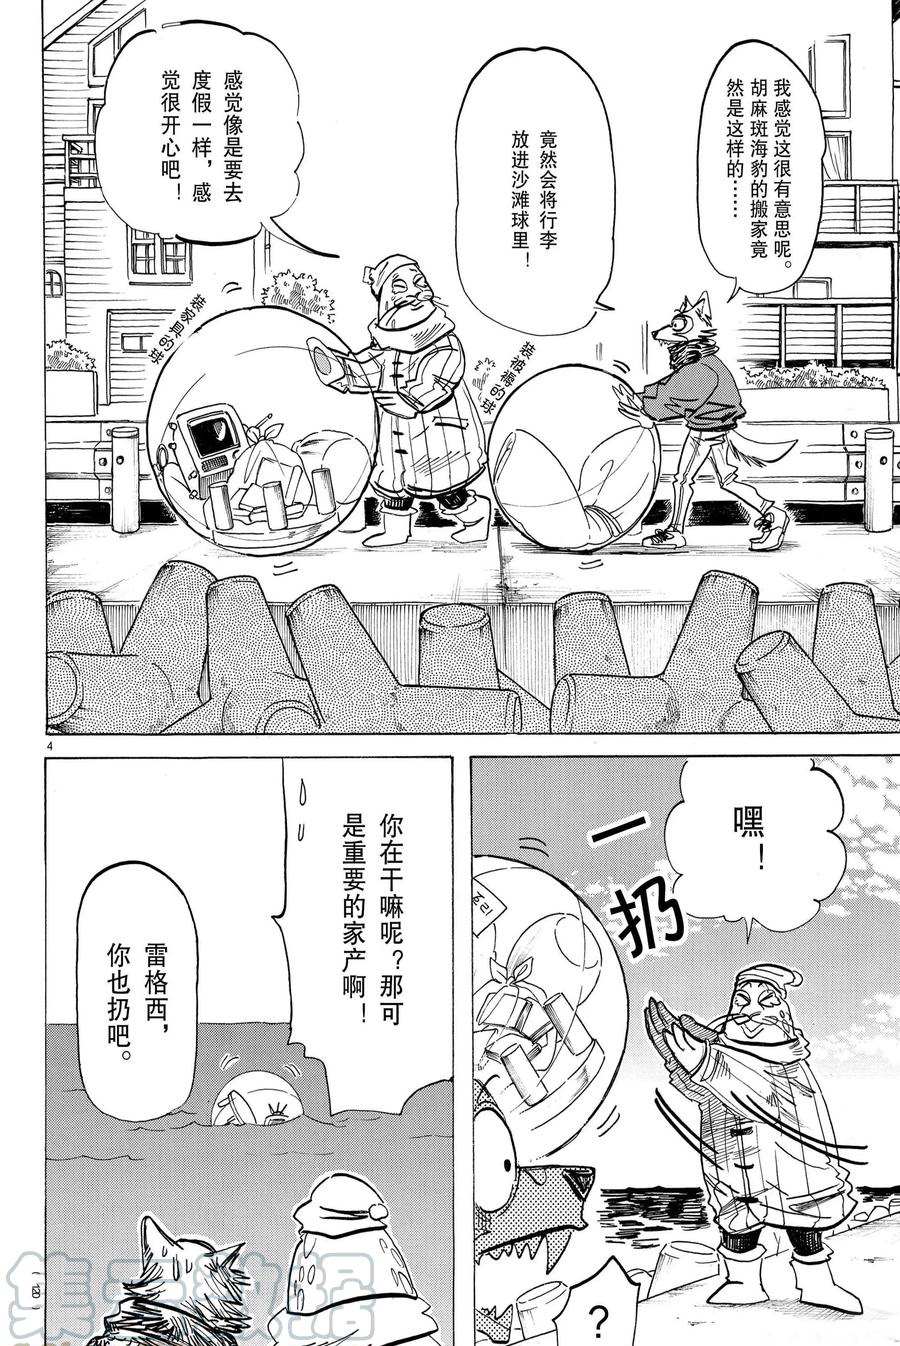 我感觉这很有意思呢。
胡麻斑海豹的搬家竟
然是这样的……
竟然会将行李
放进沙滩球里！
感觉像是要去
度假一样，感
觉很开心吧！
装被褥的球
装家具的球
4
嘿！
一扔
？
你在干嘛呢？那可
是重要的家产啊！
雷格西，
你也扔吧。